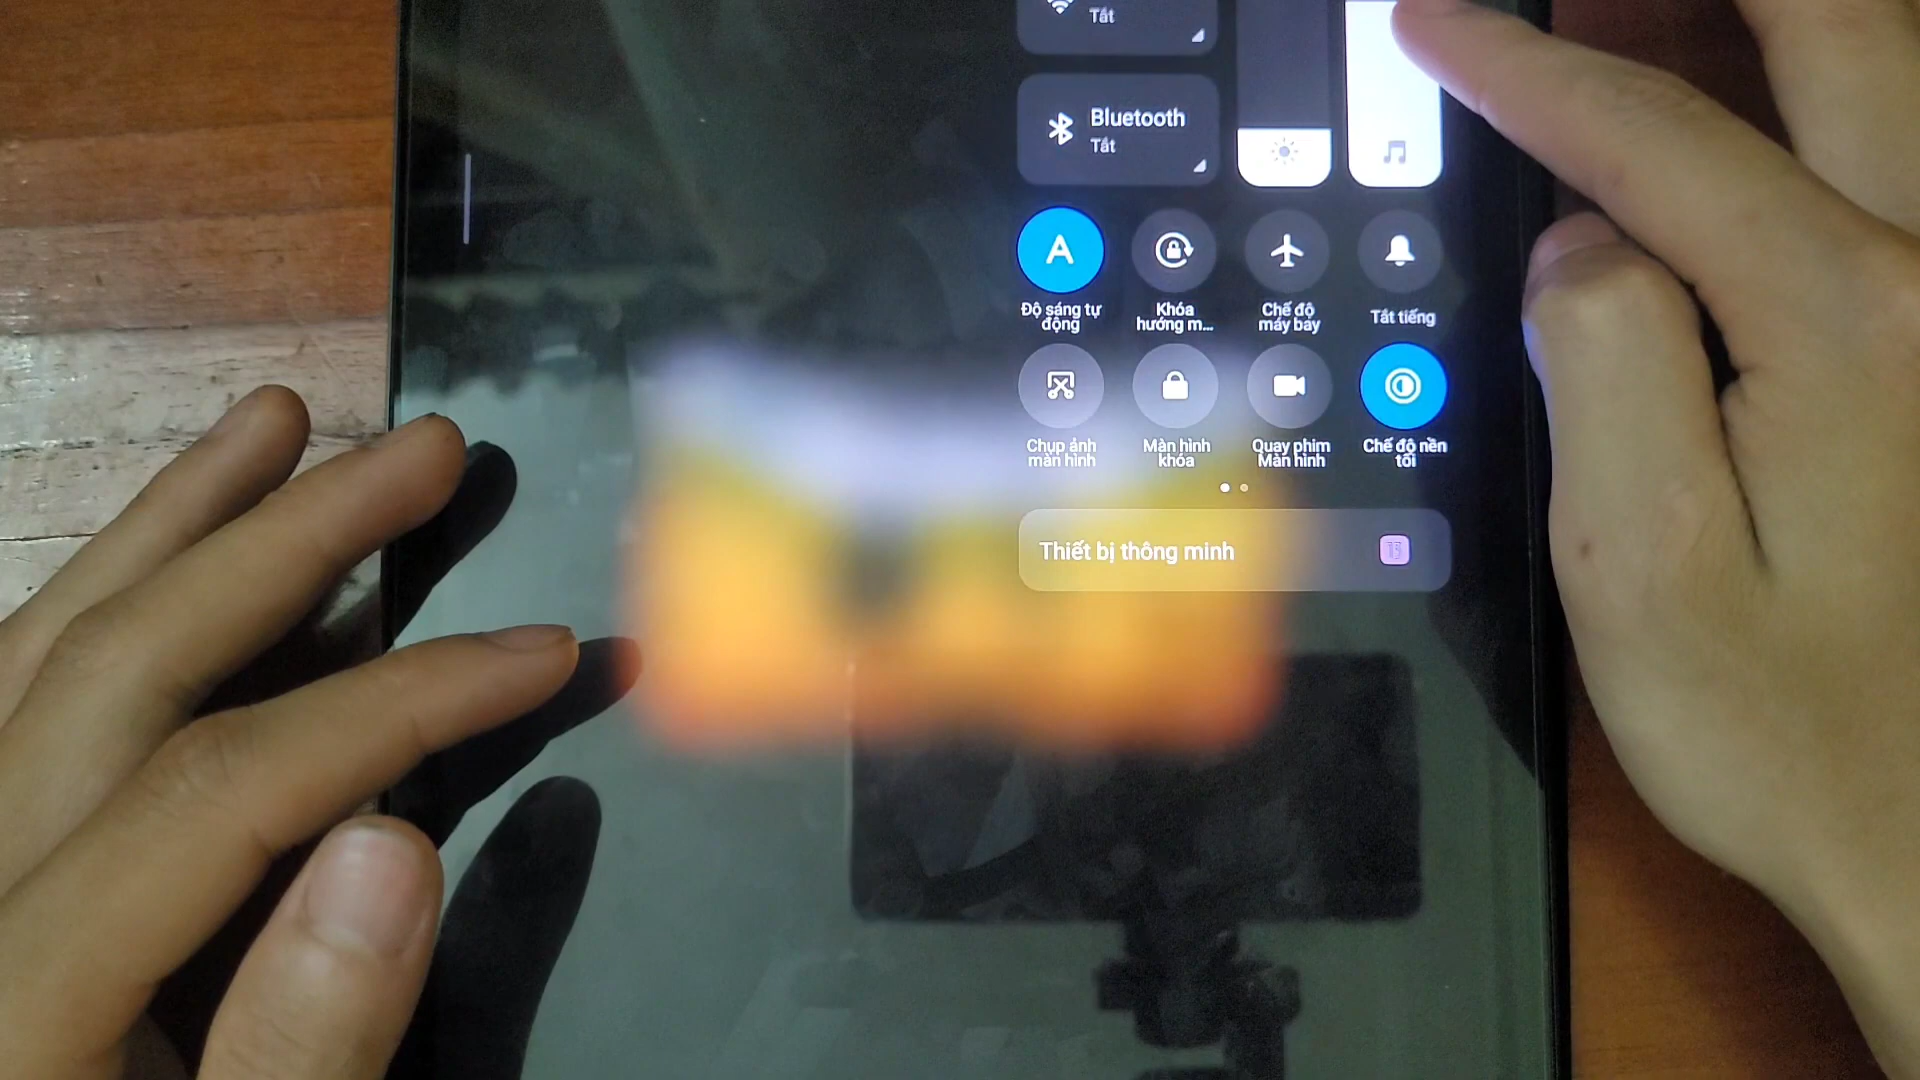 Tắt
Bluetooth
Tắt
A
Độ sáng tự
động
Khóa
hướng m...
Chế độ
máy bay
Tắt tiếng
Chụp ảnh
màn hình
Màn hình
khóa
Quay phim
Màn hình
Chế độ nền
tối
Thiết bị thông minh